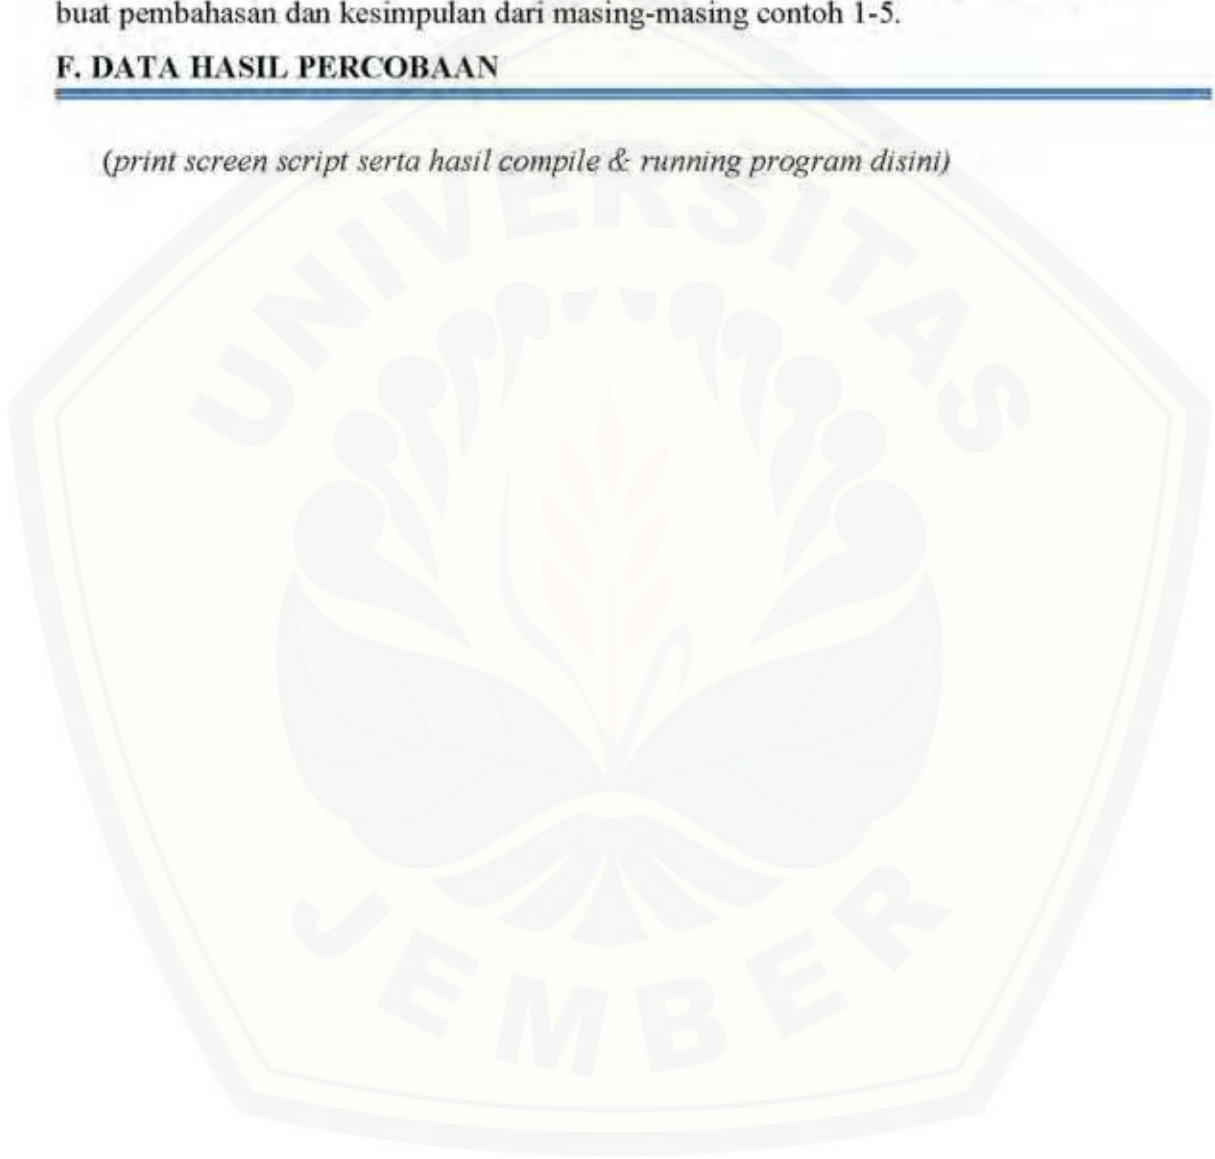 buat pembahasan dan kesimpulan dari masing-masing contoh 1-5.
F. DATA HASIL PERCOBAAN
(print screen script serta hasil compile & running program disini)
UNIVERSITAS
JEMBER